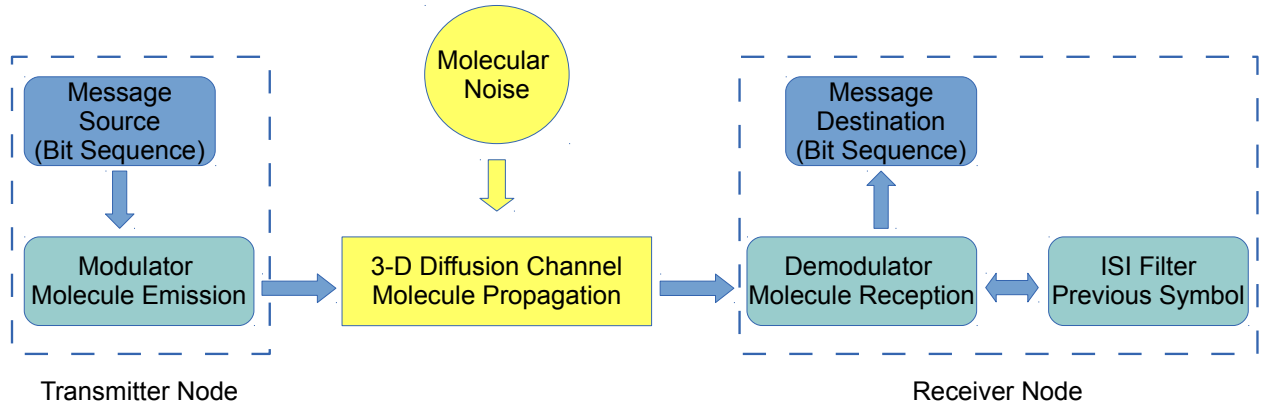 Message
Source
(Bit Sequence)
Modulator
Molecule Emission
Transmitter Node
Molecular
Noise
3-D Diffusion Channel
Molecule Propagation
Message
Destination
(Bit Sequence)
Demodulator
Molecule Reception
ISI Filter
Previous Symbol
Receiver Node